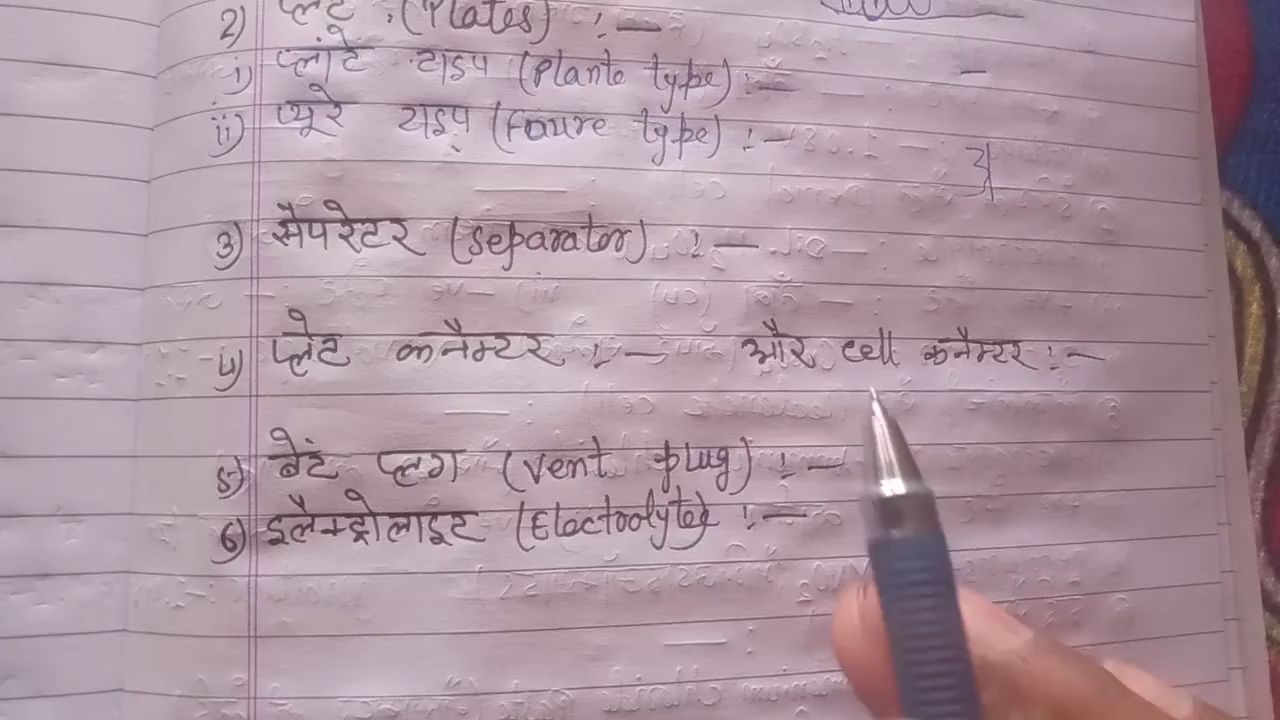 2) प्लेट :(Plates) :—
i) प्लांटे टाइप (Plante type) :—
ii) प्यूरे टाइप (Faure type) :—
3) सैपरेटर (Separator) :—
4) प्लेट कनैक्टर :— और cell कनैक्टर :—
5) वेटं प्लग (Vent plug) :—
6) इलैक्ट्रोलाइट (Electrolyte) :—